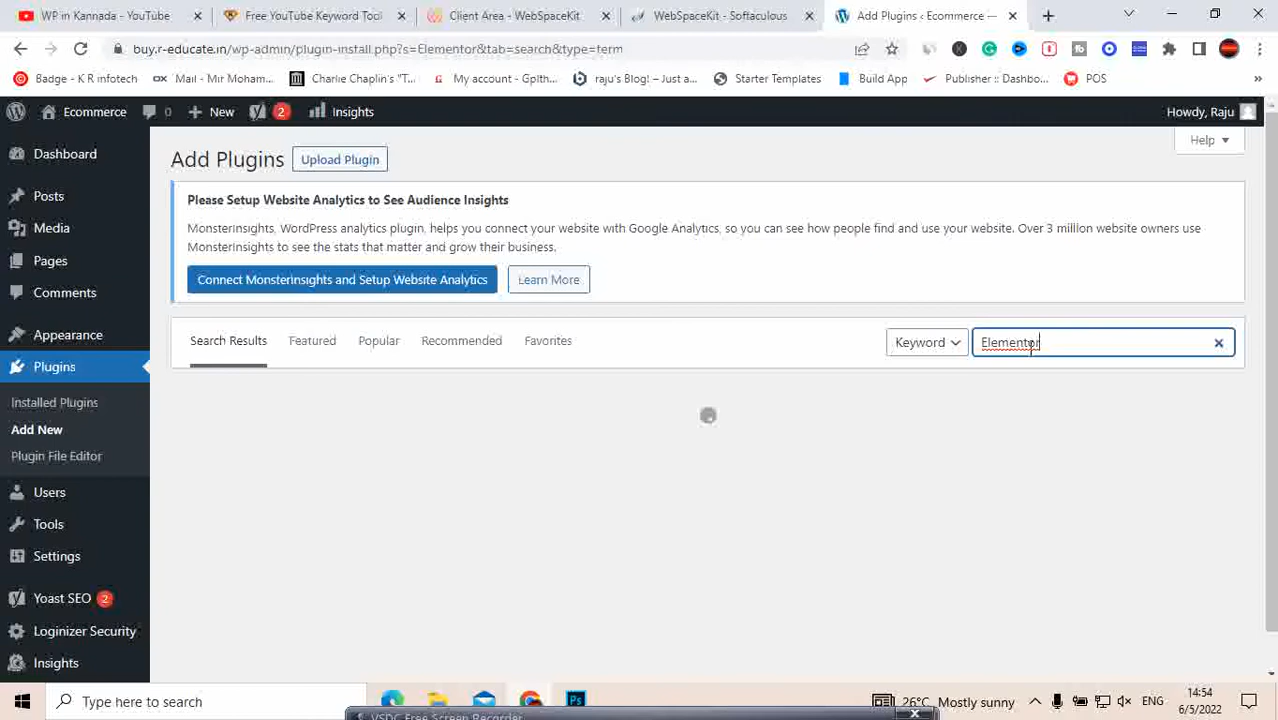 WP in Kannada - YouTube
Free YouTube Keyword Tool
Client Area - WebSpaceKit
WebSpaceKit - Softaculous
Add Plugins ‹ Ecommerce —
buy.r-educate.in/wp-admin/plugin-install.php?s=Elementor&tab=search&type=term
Badge - K R infotech
Mail - Mr Moham...
Charlie Chaplin's "T...
My account - Gplth...
raju's Blog! – Just a...
Starter Templates
Build App
Publisher :: Dashbo...
POS
»
Ecommerce
0
New
2
Insights
Howdy, Raju
Dashboard
Posts
Media
Pages
Comments
Appearance
Plugins
Installed Plugins
Add New
Plugin File Editor
Users
Tools
Settings
Yoast SEO 2
Loginizer Security
Insights
Help
Add Plugins
Upload Plugin
Please Setup Website Analytics to See Audience Insights
MonsterInsights, WordPress analytics plugin, helps you connect your website with Google Analytics, so you can see how people find and use your website. Over 3 million website owners use
MonsterInsights to see the stats that matter and grow their business.
Connect MonsterInsights and Setup Website Analytics
Learn More
Search Results
Featured
Popular
Recommended
Favorites
Keyword
Elementor
Type here to search
26°C Mostly sunny
ENG
14:54
6/5/2022
VSDC Free Screen Recorder